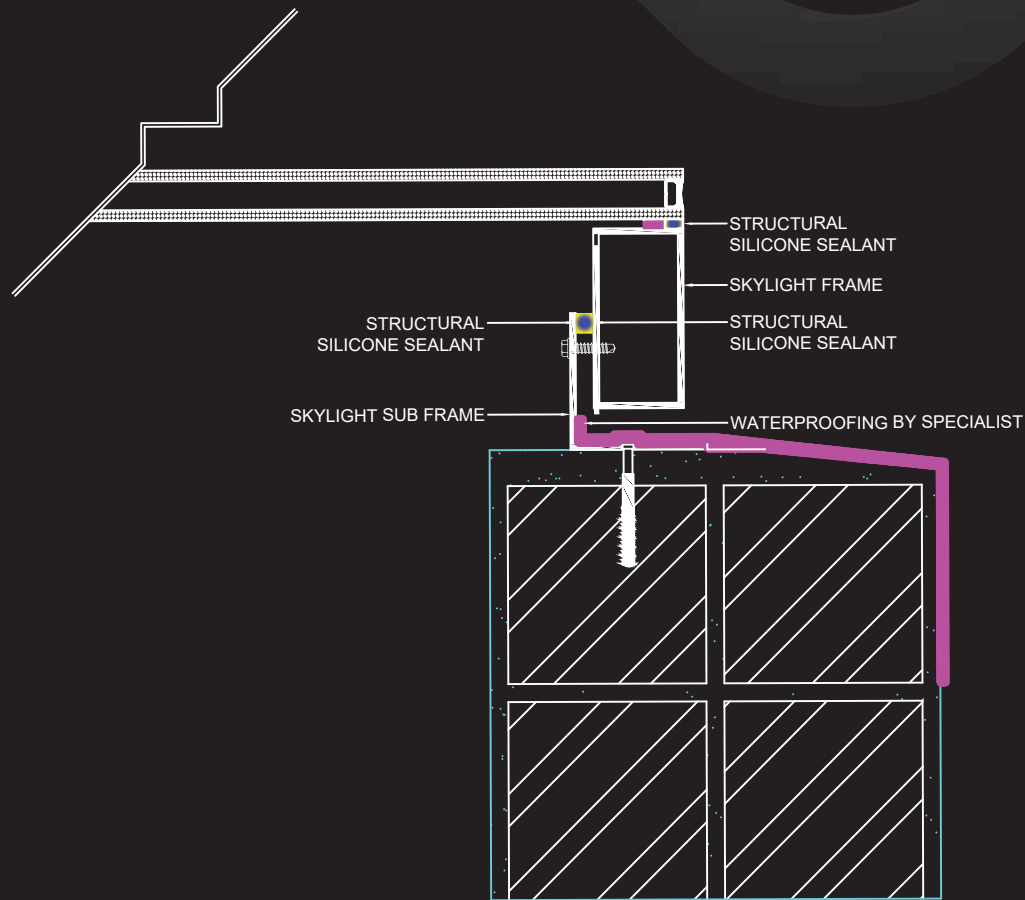 STRUCTURAL
SILICONE SEALANT
SKYLIGHT FRAME
STRUCTURAL
SILICONE SEALANT
STRUCTURAL
SILICONE SEALANT
SKYLIGHT SUB FRAME
WATERPROOFING BY SPECIALIST